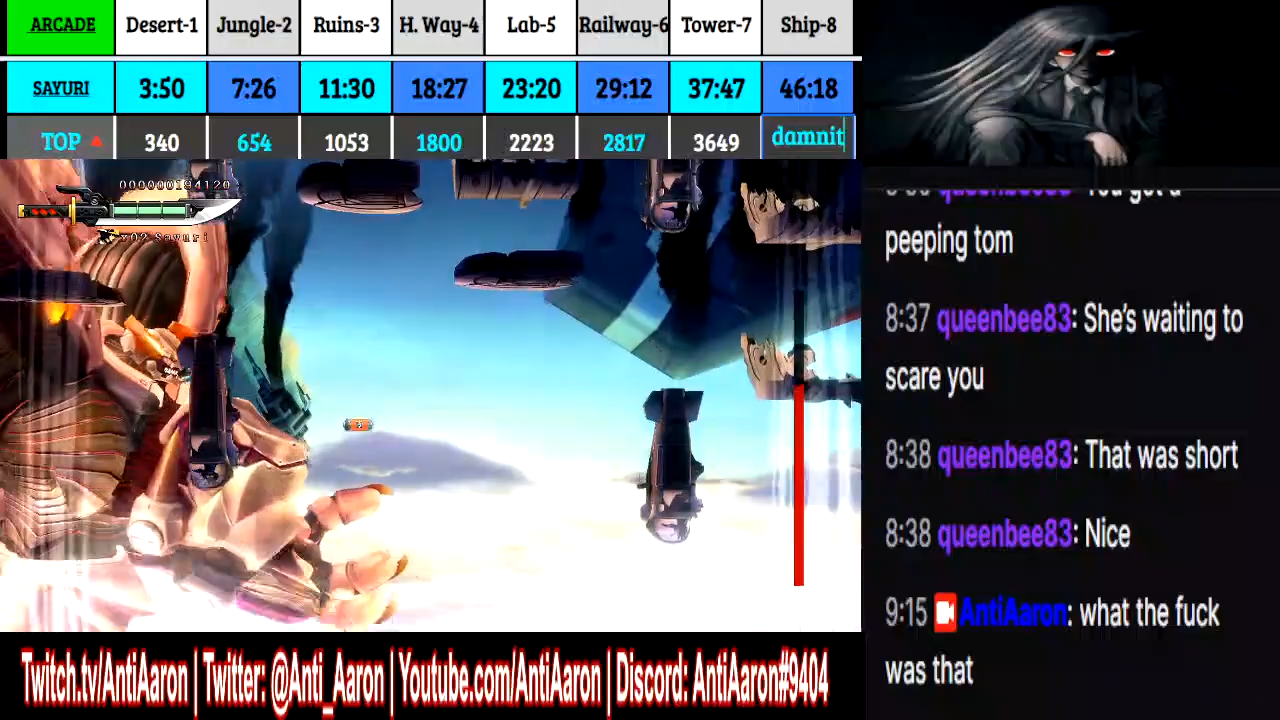 ARCADE Desert-1 Jungle-2 Ruins-3 H. Way-4 Lab-5 Railway-6 Tower-7 Ship-8
SAYURI 3:50 7:26 11:30 18:27 23:20 29:12 37:47 46:18
TOP 340 654 1053 1800 2223 2817 3649 damnit
000000194120
x02 Sayuri
peeping tom
8:37 queenbee83: She's waiting to
scare you
8:38 queenbee83: That was short
8:38 queenbee83: Nice
9:15 AntiAaron: what the fuck
was that
Twitch.tv/AntiAaron | Twitter: @Anti_Aaron | Youtube.com/AntiAaron | Discord: AntiAaron#9404